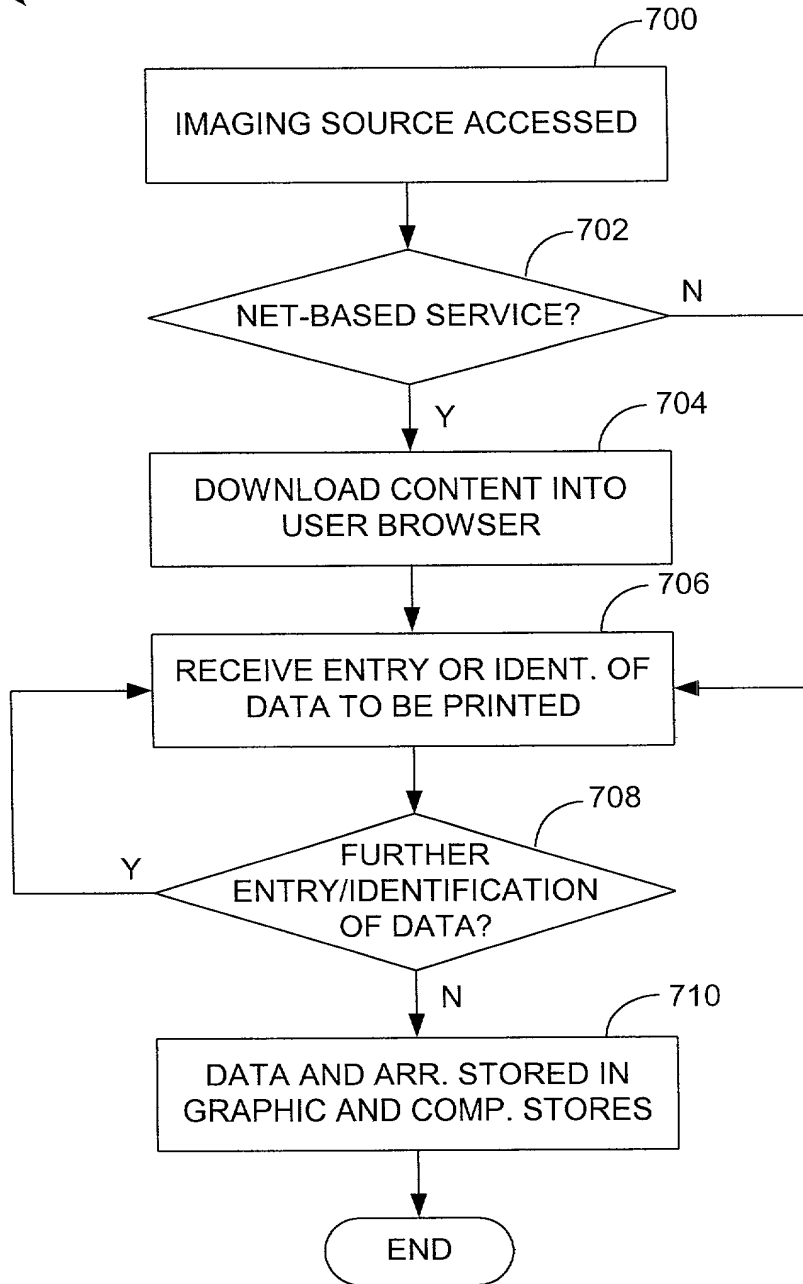 700
IMAGING SOURCE ACCESSED
702
NET-BASED SERVICE?
N
Y
704
DOWNLOAD CONTENT INTO
USER BROWSER
706
RECEIVE ENTRY OR IDENT. OF
DATA TO BE PRINTED
708
FURTHER
ENTRY/IDENTIFICATION
OF DATA?
Y
N
710
DATA AND ARR. STORED IN
GRAPHIC AND COMP. STORES
END